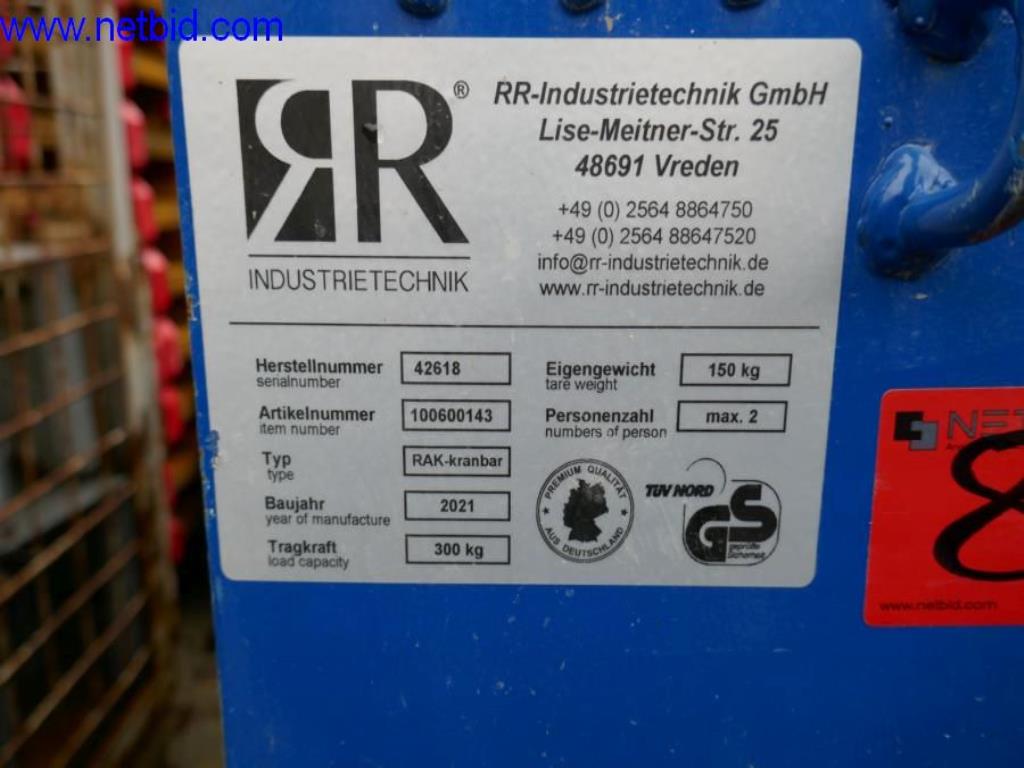 www.netbid.com
RR®
INDUSTRIETECHNIK
RR-Industrietechnik GmbH
Lise-Meitner-Str. 25
48691 Vreden
+49 (0) 2564 8864750
+49 (0) 2564 88647520
info@rr-industrietechnik.de
www.rr-industrietechnik.de
Herstellnummer 42618
serialnumber
Artikelnummer 100600143
item number
Typ RAK-kranbar
type
Baujahr 2021
year of manufacture
Tragkraft 300 kg
load capacity
Eigengewicht 150 kg
tare weight
Personenzahl max. 2
numbers of person
PREMIUM QUALITÄT
AUS DEUTSCHLAND
TÜV NORD
GS
geprüfte
Sicherheit
NET
8
www.netbid.com